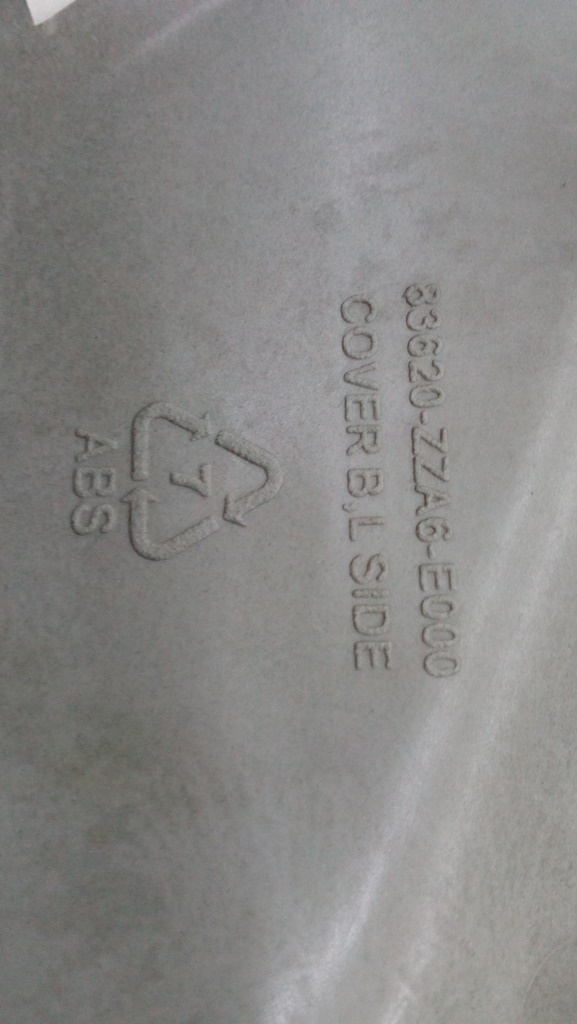 83620-ZZA6-E000
COVER B,L SIDE
7
ABS